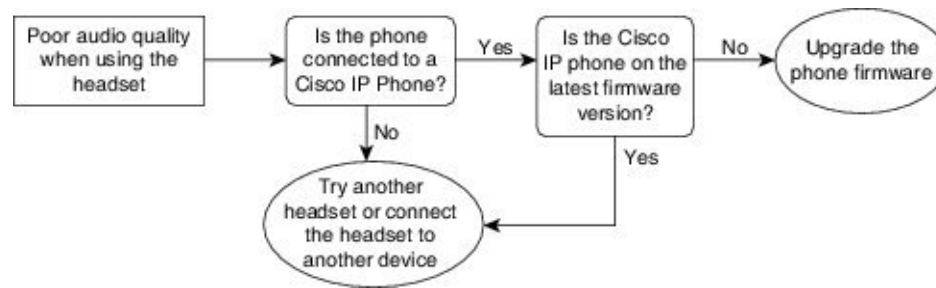 Poor audio quality
when using the
headset
Is the phone
connected to a
Cisco IP Phone?
Yes
Is the Cisco
IP phone on the
latest firmware
version?
No
Upgrade the
phone firmware
No
Yes
Try another
headset or connect
the headset to
another device